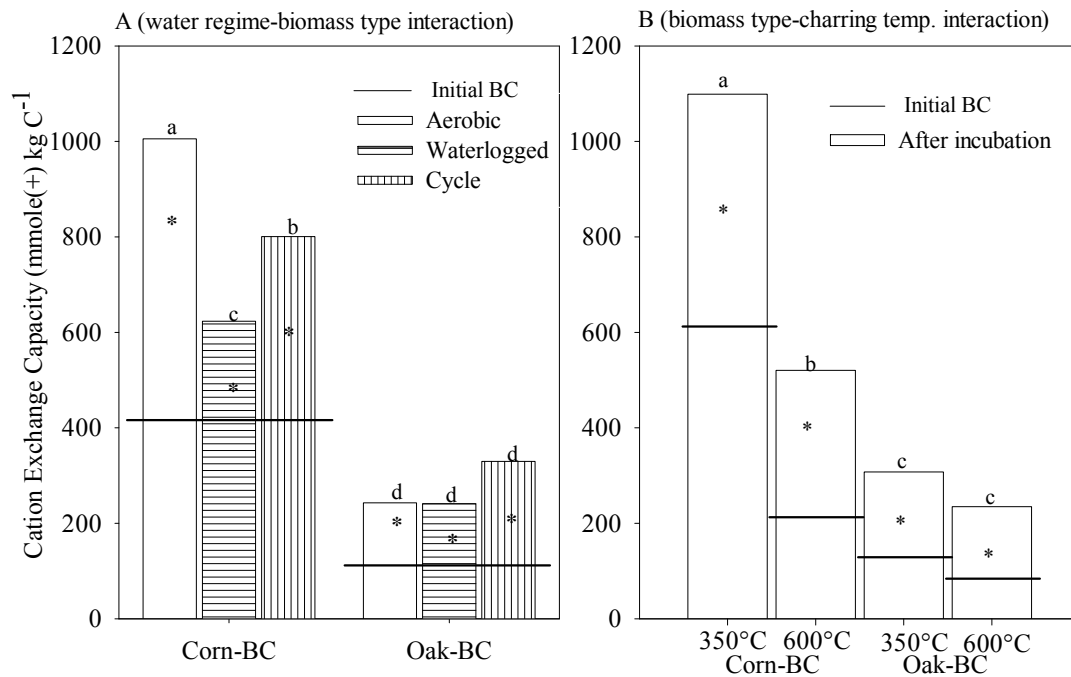 A (water regime-biomass type interaction)
B (biomass type-charring temp. interaction)
Cation Exchange Capacity (mmole(+) kg C-1
1200
1000
800
600
400
200
0
Initial BC
Aerobic
Waterlogged
Cycle
a
*
c
*
b
*
d
*
d
*
d
*
Corn-BC
Oak-BC
1200
1000
800
600
400
200
0
Initial BC
After incubation
a
*
b
*
c
*
c
*
350°C
600°C
350°C
600°C
Corn-BC
Oak-BC